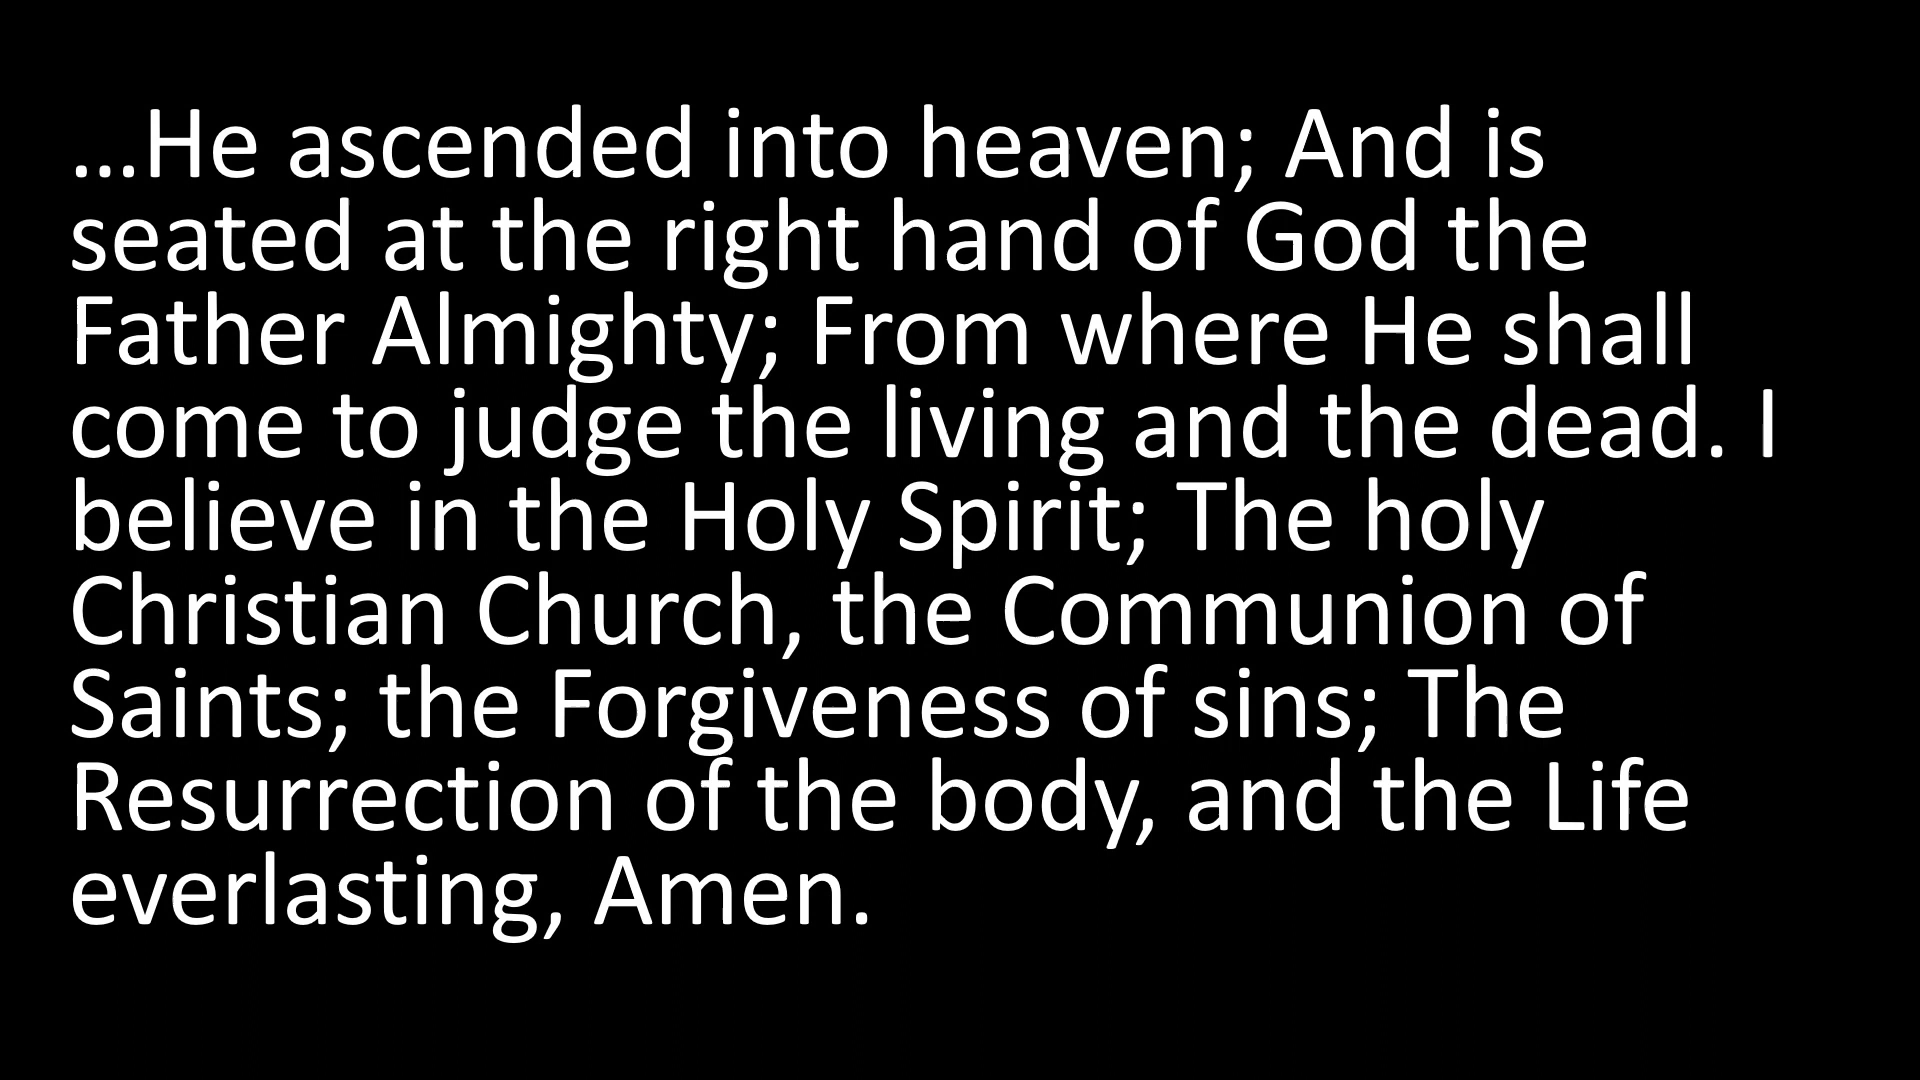 …He ascended into heaven; And is
seated at the right hand of God the
Father Almighty; From where He shall
come to judge the living and the dead. I
believe in the Holy Spirit; The holy
Christian Church, the Communion of
Saints; the Forgiveness of sins; The
Resurrection of the body, and the Life
everlasting, Amen.